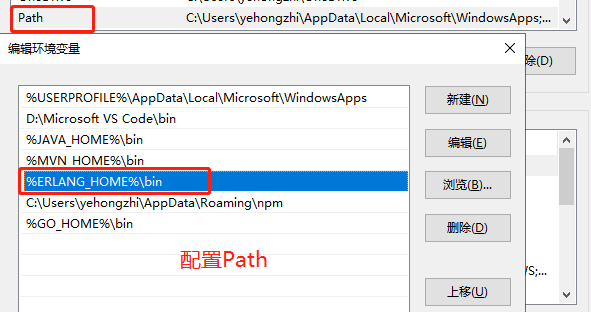 Path
C:\Users\yehongzhi\AppData\Local\Microsoft\WindowsApps;...
除(D)
编辑环境变量
%USERPROFILE%\AppData\Local\Microsoft\WindowsApps
新建(N)
D:\Microsoft VS Code\bin
%JAVA_HOME%\bin
编辑(E)
%MVN_HOME%\bin
%ERLANG_HOME%\bin
浏览(B)...
C:\Users\yehongzhi\AppData\Roaming\npm
%GO_HOME%\bin
删除(D)
配置Path
WS;...
上移(U)